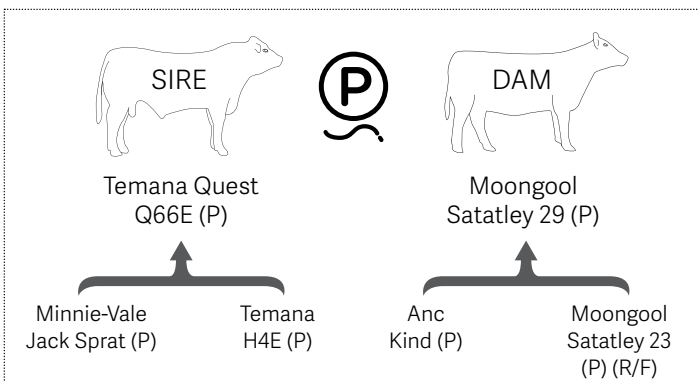 SIRE
P
DAM
Temana Quest
Q66E (P)
Moongool
Satatley 29 (P)
Minnie-Vale
Jack Sprat (P)
Temana
H4E (P)
Anc
Kind (P)
Moongool
Satatley 23
(P) (R/F)